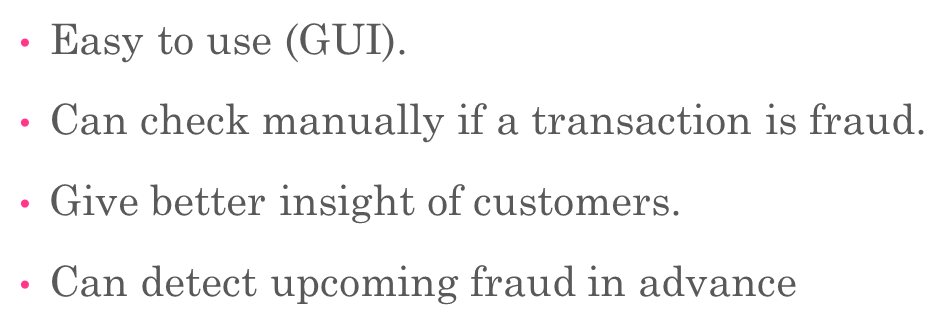 • Easy to use (GUI).
• Can check manually if a transaction is fraud.
• Give better insight of customers.
• Can detect upcoming fraud in advance